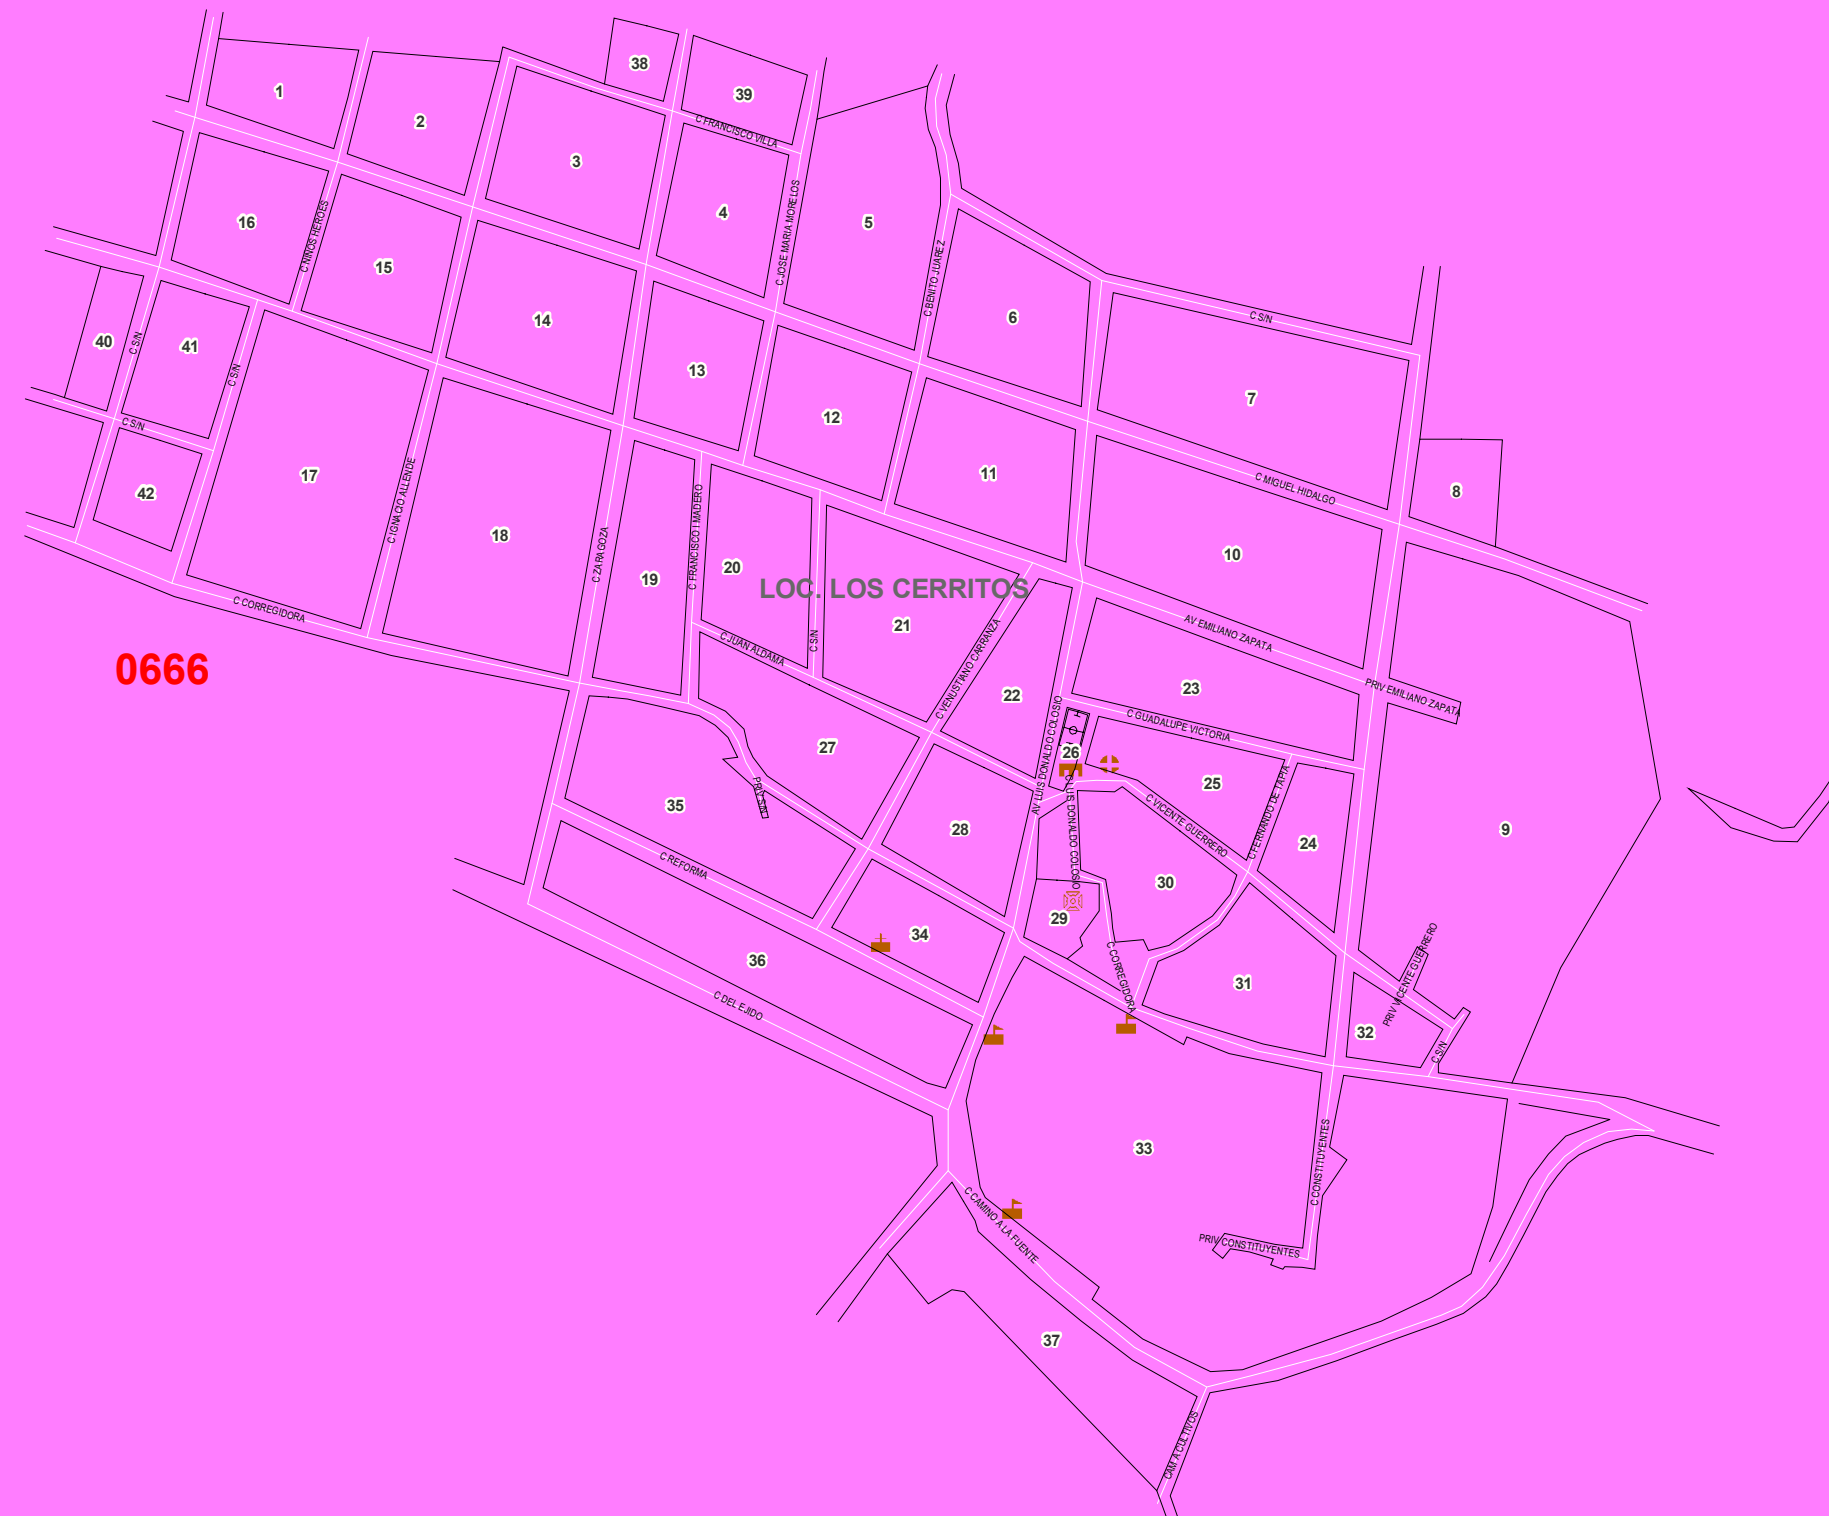 38
1
39
2
C FRANCISCO VILLA
3
4
5
16
C NIÑOS HEROES
C JOSE MARIA MORELOS
15
C BENITO JUAREZ
14
6
C S/N
40
C S/N
41
C S/N
13
7
12
C S/N
42
17
C IGNACIO ALLENDE
11
C MIGUEL HIDALGO
8
18
C ZARAGOZA
C FRANCISCO I MADERO
19
20
LOC. LOS CERRITOS
10
C CORREGIDORA
C S/N
21
C JUAN ALDAMA
C VENUSTIANO CARRANZA
AV EMILIANO ZAPATA
0666
22
23
PRIV EMILIANO ZAPATA
AV LUIS DONALDO COLOSIO
C GUADALUPE VICTORIA
27
26
25
35
PRIV S/N
C LUIS DONALDO COLOSIO
C VICENTE GUERRERO
C FERNANDO DE TAPIA
28
24
9
C REFORMA
30
29
34
36
C CORREGIDORA
31
PRIV VICENTE GUERRERO
C DEL EJIDO
32
C S/N
33
C CONSTITUYENTES
C CAMINO A LA FUENTE
PRIV CONSTITUYENTES
37
CAM A CULTIVOS